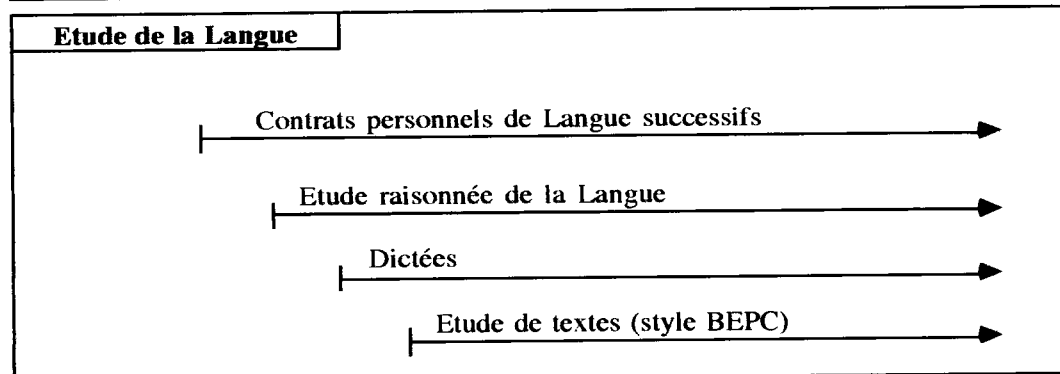 Etude de la Langue
Contrats personnels de Langue successifs
Etude raisonnée de la Langue
Dictées
Etude de textes (style BEPC)